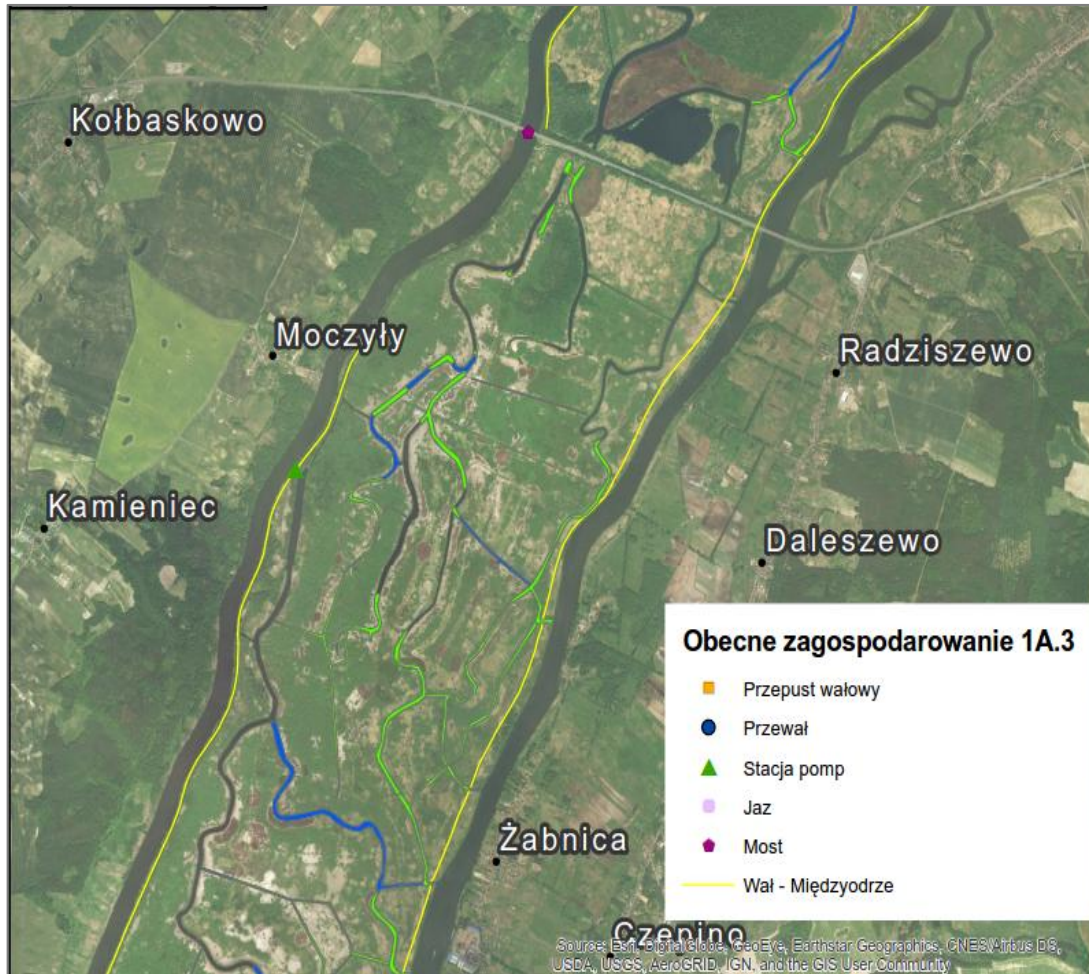 Kołbaskowo
Moczyły
Radziszewo
Kamieniec
Daleszewo
Żabnica
Czepino
Obecne zagospodarowanie 1A.3
Przepust wałowy
Przewał
Stacja pomp
Jaz
Most
Wał - Międzyodrze
Source: Esri, DigitalGlobe, GeoEye, Earthstar Geographics, CNES/Airbus DS,
USDA, USGS, AeroGRID, IGN, and the GIS User Community